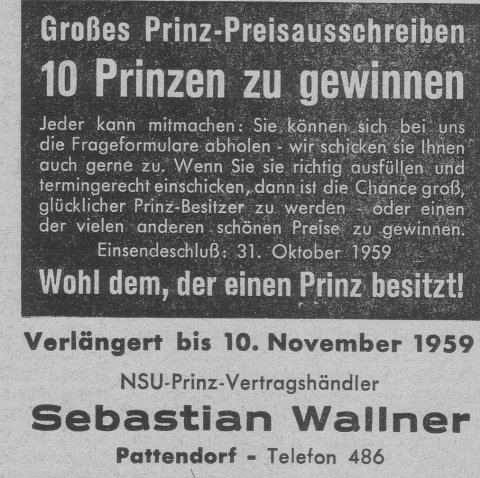 Großes Prinz-Preisausschreiben
10 Prinzen zu gewinnen
Jeder kann mitmachen: Sie können sich bei uns
die Frageformulare abholen - wir schicken sie Ihnen
auch gerne zu. Wenn Sie sie richtig ausfüllen und
termingerecht einschicken, dann ist die Chance groß,
glücklicher Prinz-Besitzer zu werden - oder einen
der vielen anderen schönen Preise zu gewinnen.
Einsendeschluß: 31. Oktober 1959
Wohl dem, der einen Prinz besitzt!
Verlängert bis 10. November 1959
NSU-Prinz-Vertragshändler
Sebastian Wallner
Pattendorf - Telefon 486